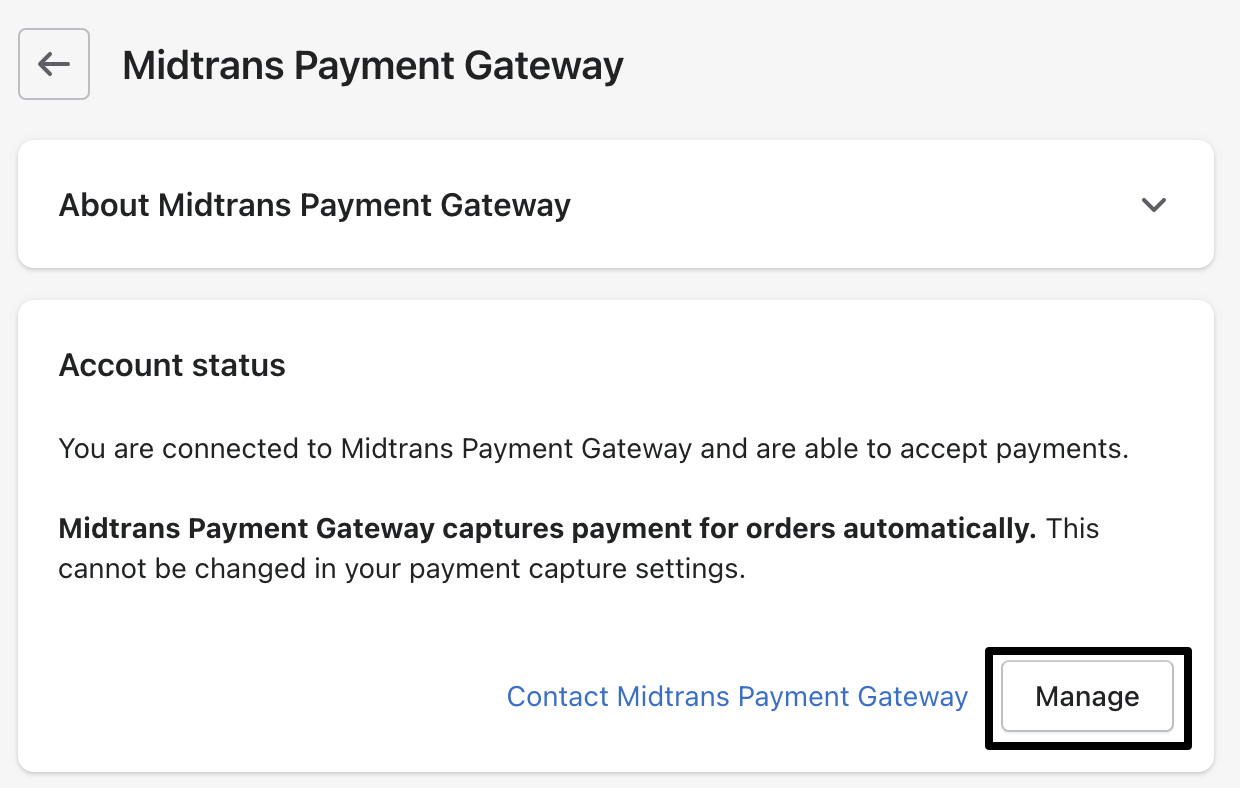 Midtrans Payment Gateway
About Midtrans Payment Gateway
Account status
You are connected to Midtrans Payment Gateway and are able to accept payments.
Midtrans Payment Gateway captures payment for orders automatically. This
cannot be changed in your payment capture settings.
Contact Midtrans Payment Gateway
Manage